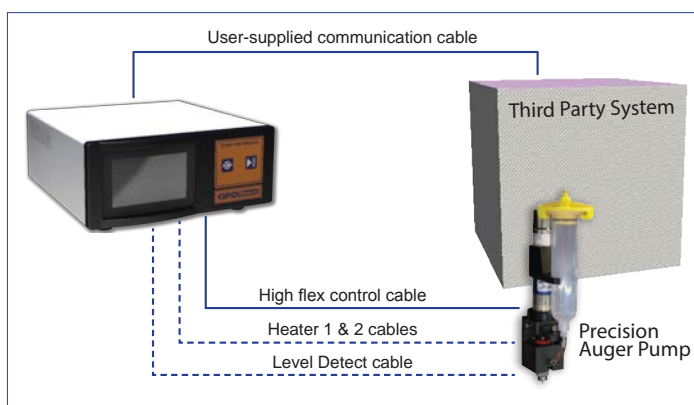 User-supplied communication cable
Third Party System
GPD
High flex control cable
Heater 1 & 2 cables
Level Detect cable
Precision
Auger Pump